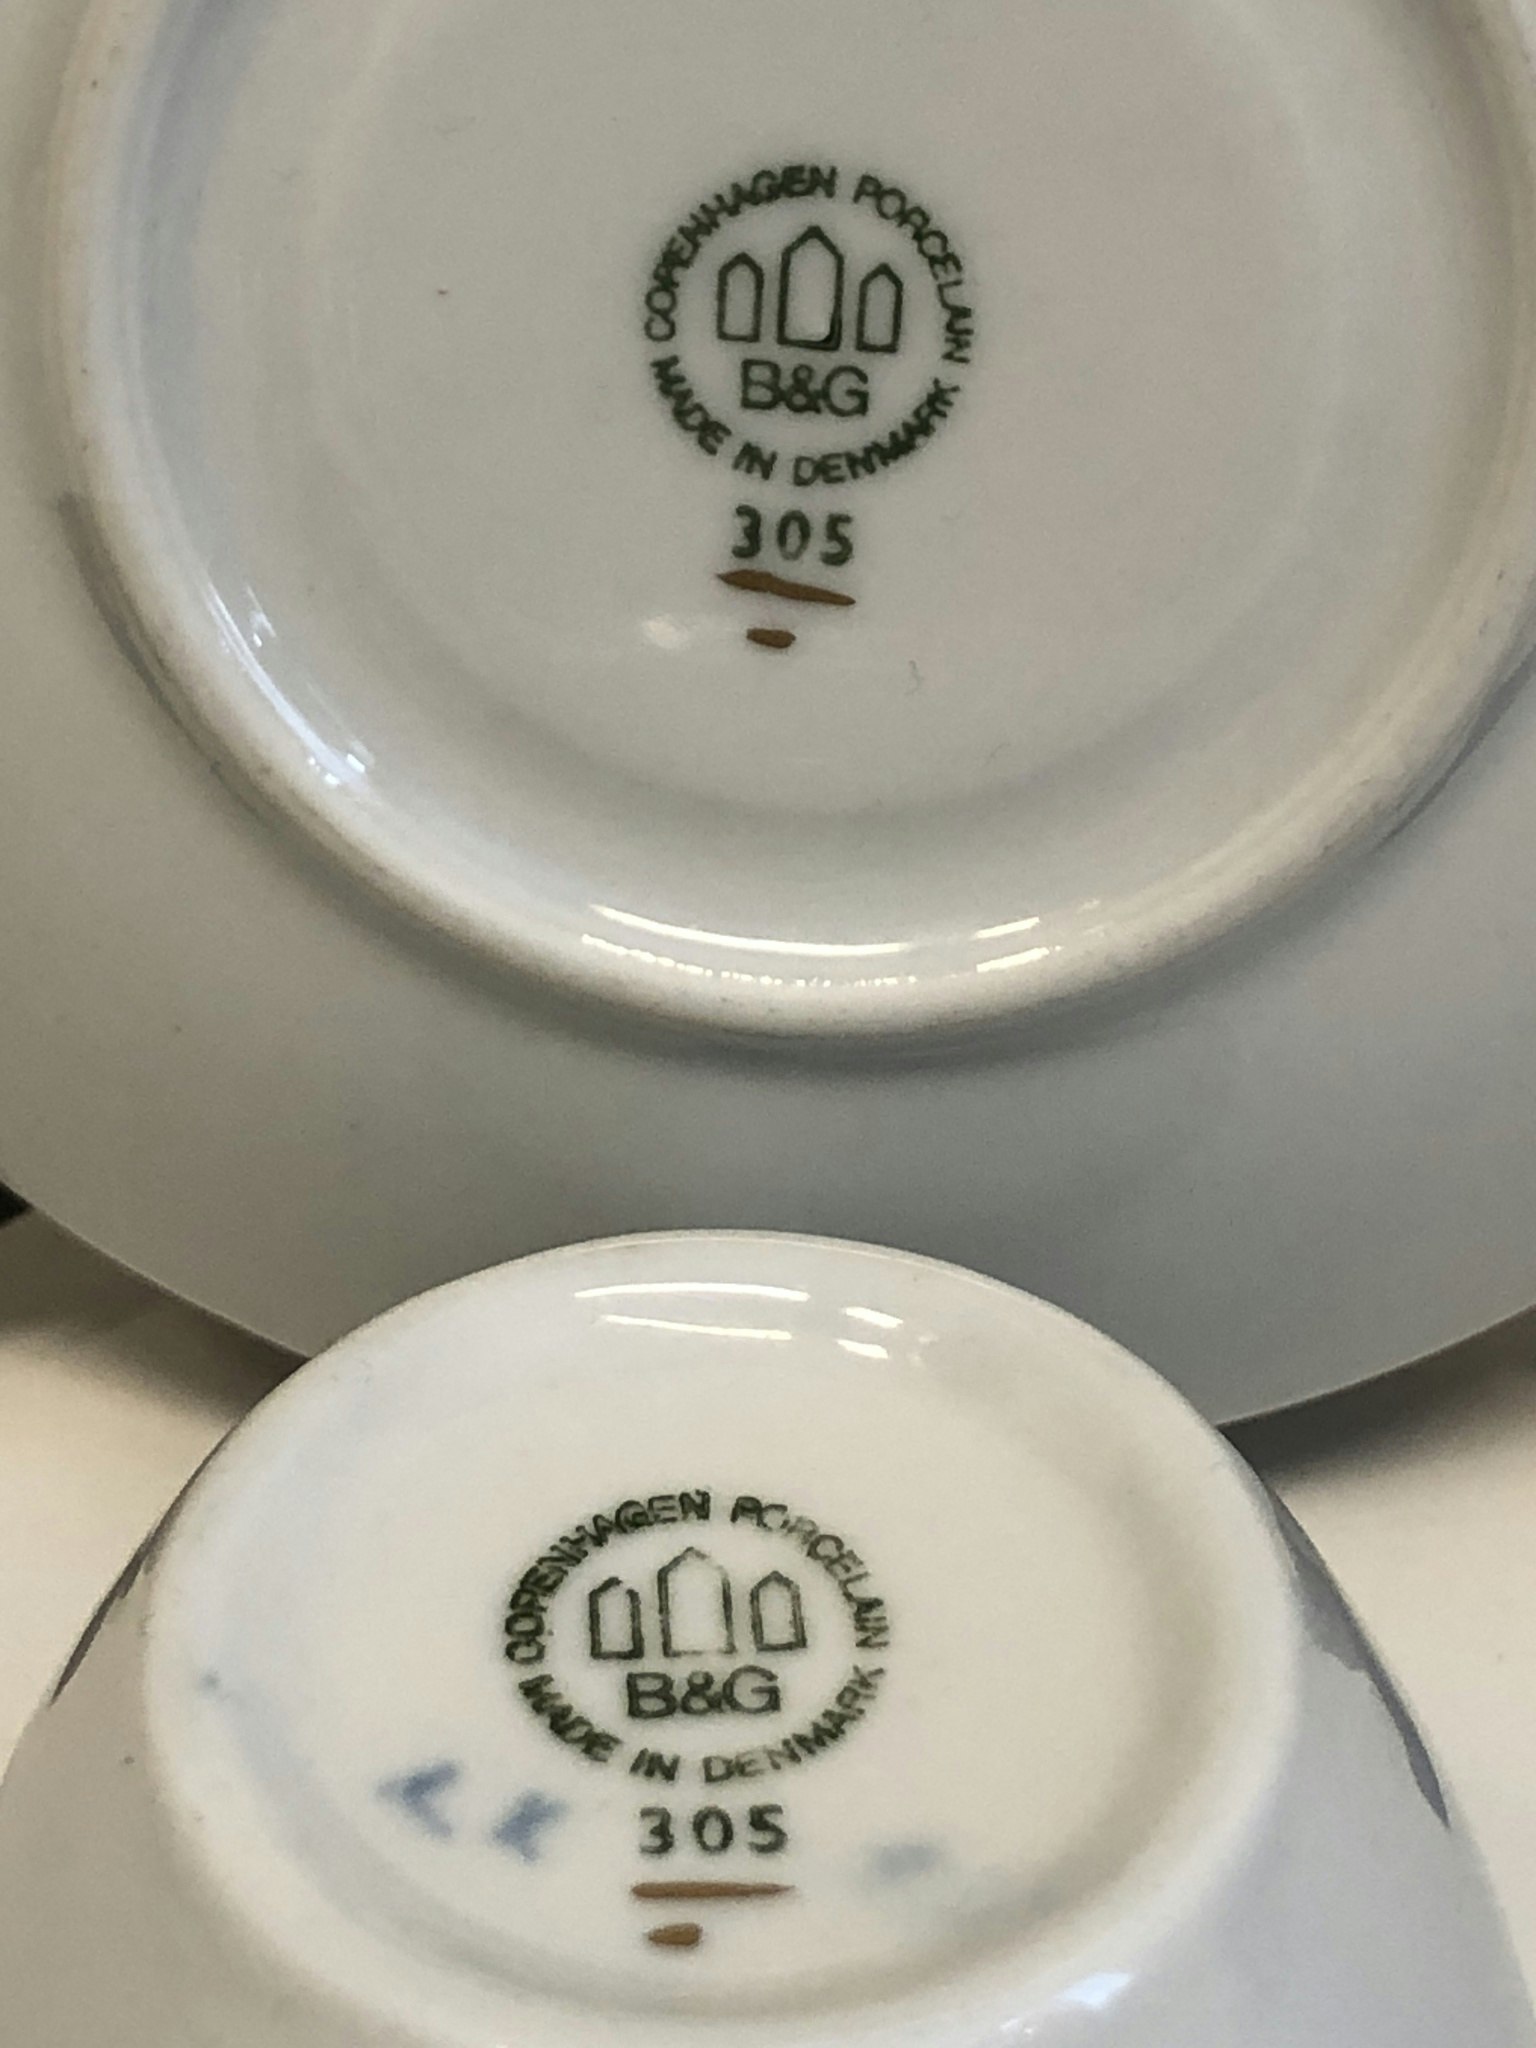 COPENHAGEN PORCELAIN
B&G
MADE IN DENMARK
305
COPENHAGEN PORCELAIN
B&G
MADE IN DENMARK
305